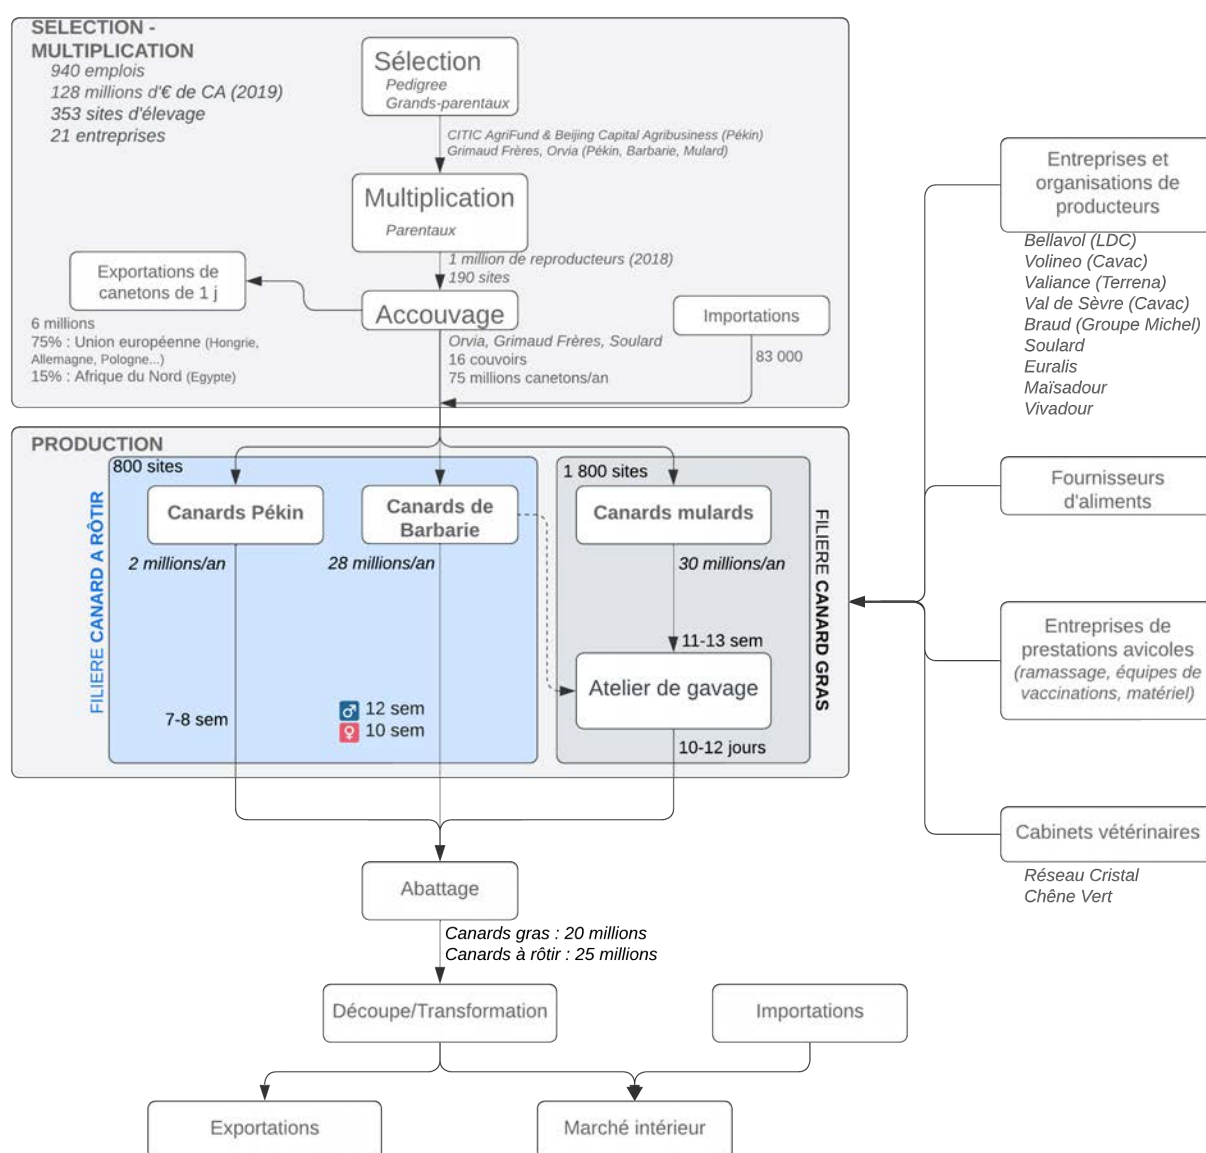 SELECTION -
MULTIPLICATION
940 emplois
128 millions d'€ de CA (2019)
353 sites d'élevage
21 entreprises
Sélection
Pedigree
Grands-parentaux
CITIC AgriFund & Beijing Capital Agribusiness (Pékin)
Grimaud Frères, Orvia (Pékin, Barbarie, Mulard)
Multiplication
Parentaux
1 million de reproducteurs (2018)
190 sites
Exportations de
canetons de 1 j
6 millions
75% : Union européenne (Hongrie,
Allemagne, Pologne...)
15% : Afrique du Nord (Egypte)
Accouvage
Orvia, Grimaud Frères, Soulard
16 couvoirs
75 millions canetons/an
Importations
83 000
PRODUCTION
FILIERE CANARD A RÔTIR
800 sites
Canards Pékin
2 millions/an
7-8 sem
Canards de
Barbarie
28 millions/an
♂ 12 sem
♀ 10 sem
1 800 sites
Canards mulards
30 millions/an
11-13 sem
Atelier de gavage
10-12 jours
FILIERE CANARD GRAS
Entreprises et
organisations de
producteurs
Bellavol (LDC)
Volineo (Cavac)
Valiance (Terrena)
Val de Sèvre (Cavac)
Braud (Groupe Michel)
Soulard
Euralis
Maïsadour
Vivadour
Fournisseurs
d'aliments
Entreprises de
prestations avicoles
(ramassage, équipes de
vaccinations, matériel)
Cabinets vétérinaires
Réseau Cristal
Chêne Vert
Abattage
Canards gras : 20 millions
Canards à rôtir : 25 millions
Découpe/Transformation
Importations
Exportations
Marché intérieur